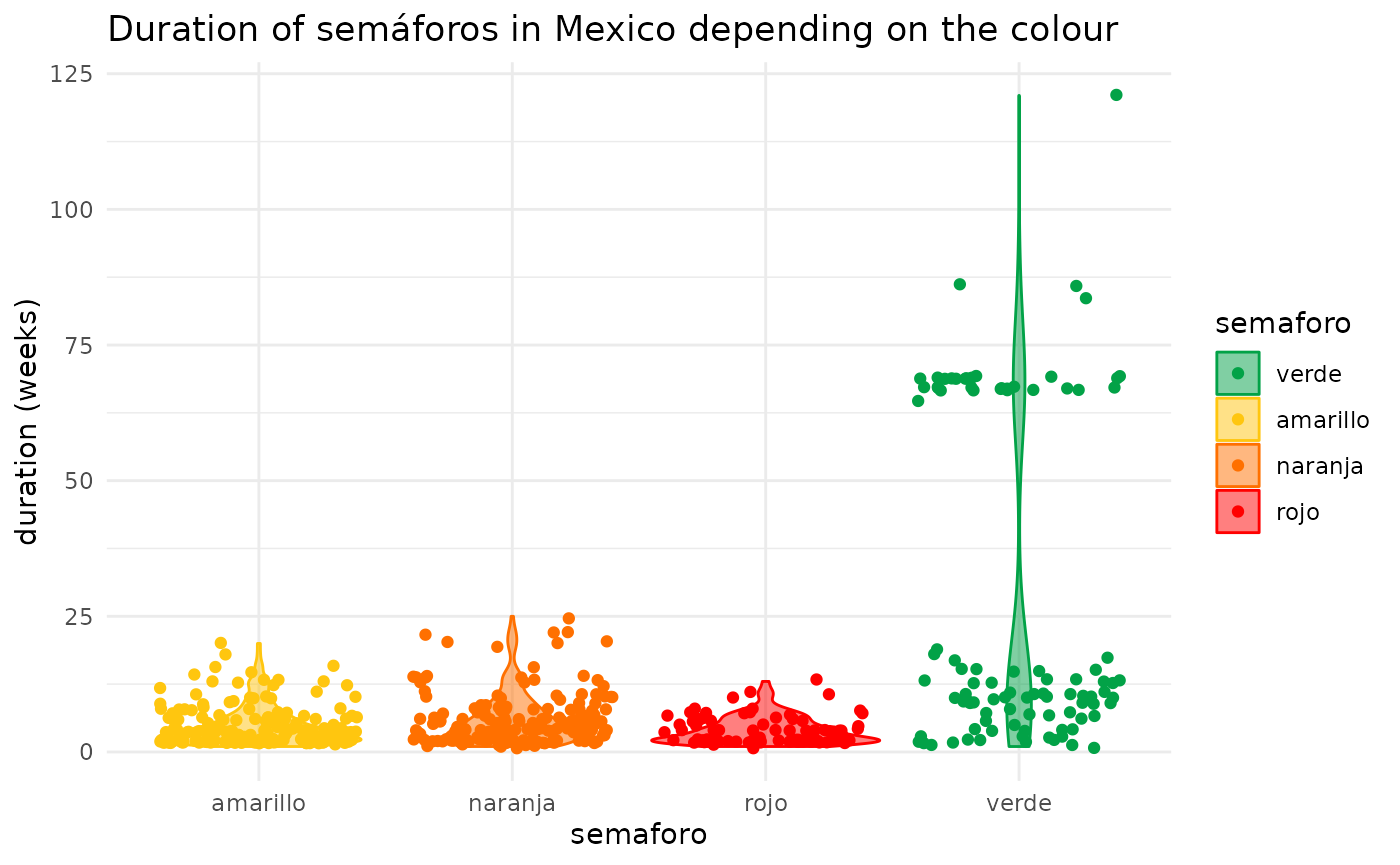 Duration of semáforos in Mexico depending on the colour
125
100
75
50
25
0
duration (weeks)
amarillo naranja rojo verde
semaforo
semaforo
verde
amarillo
naranja
rojo